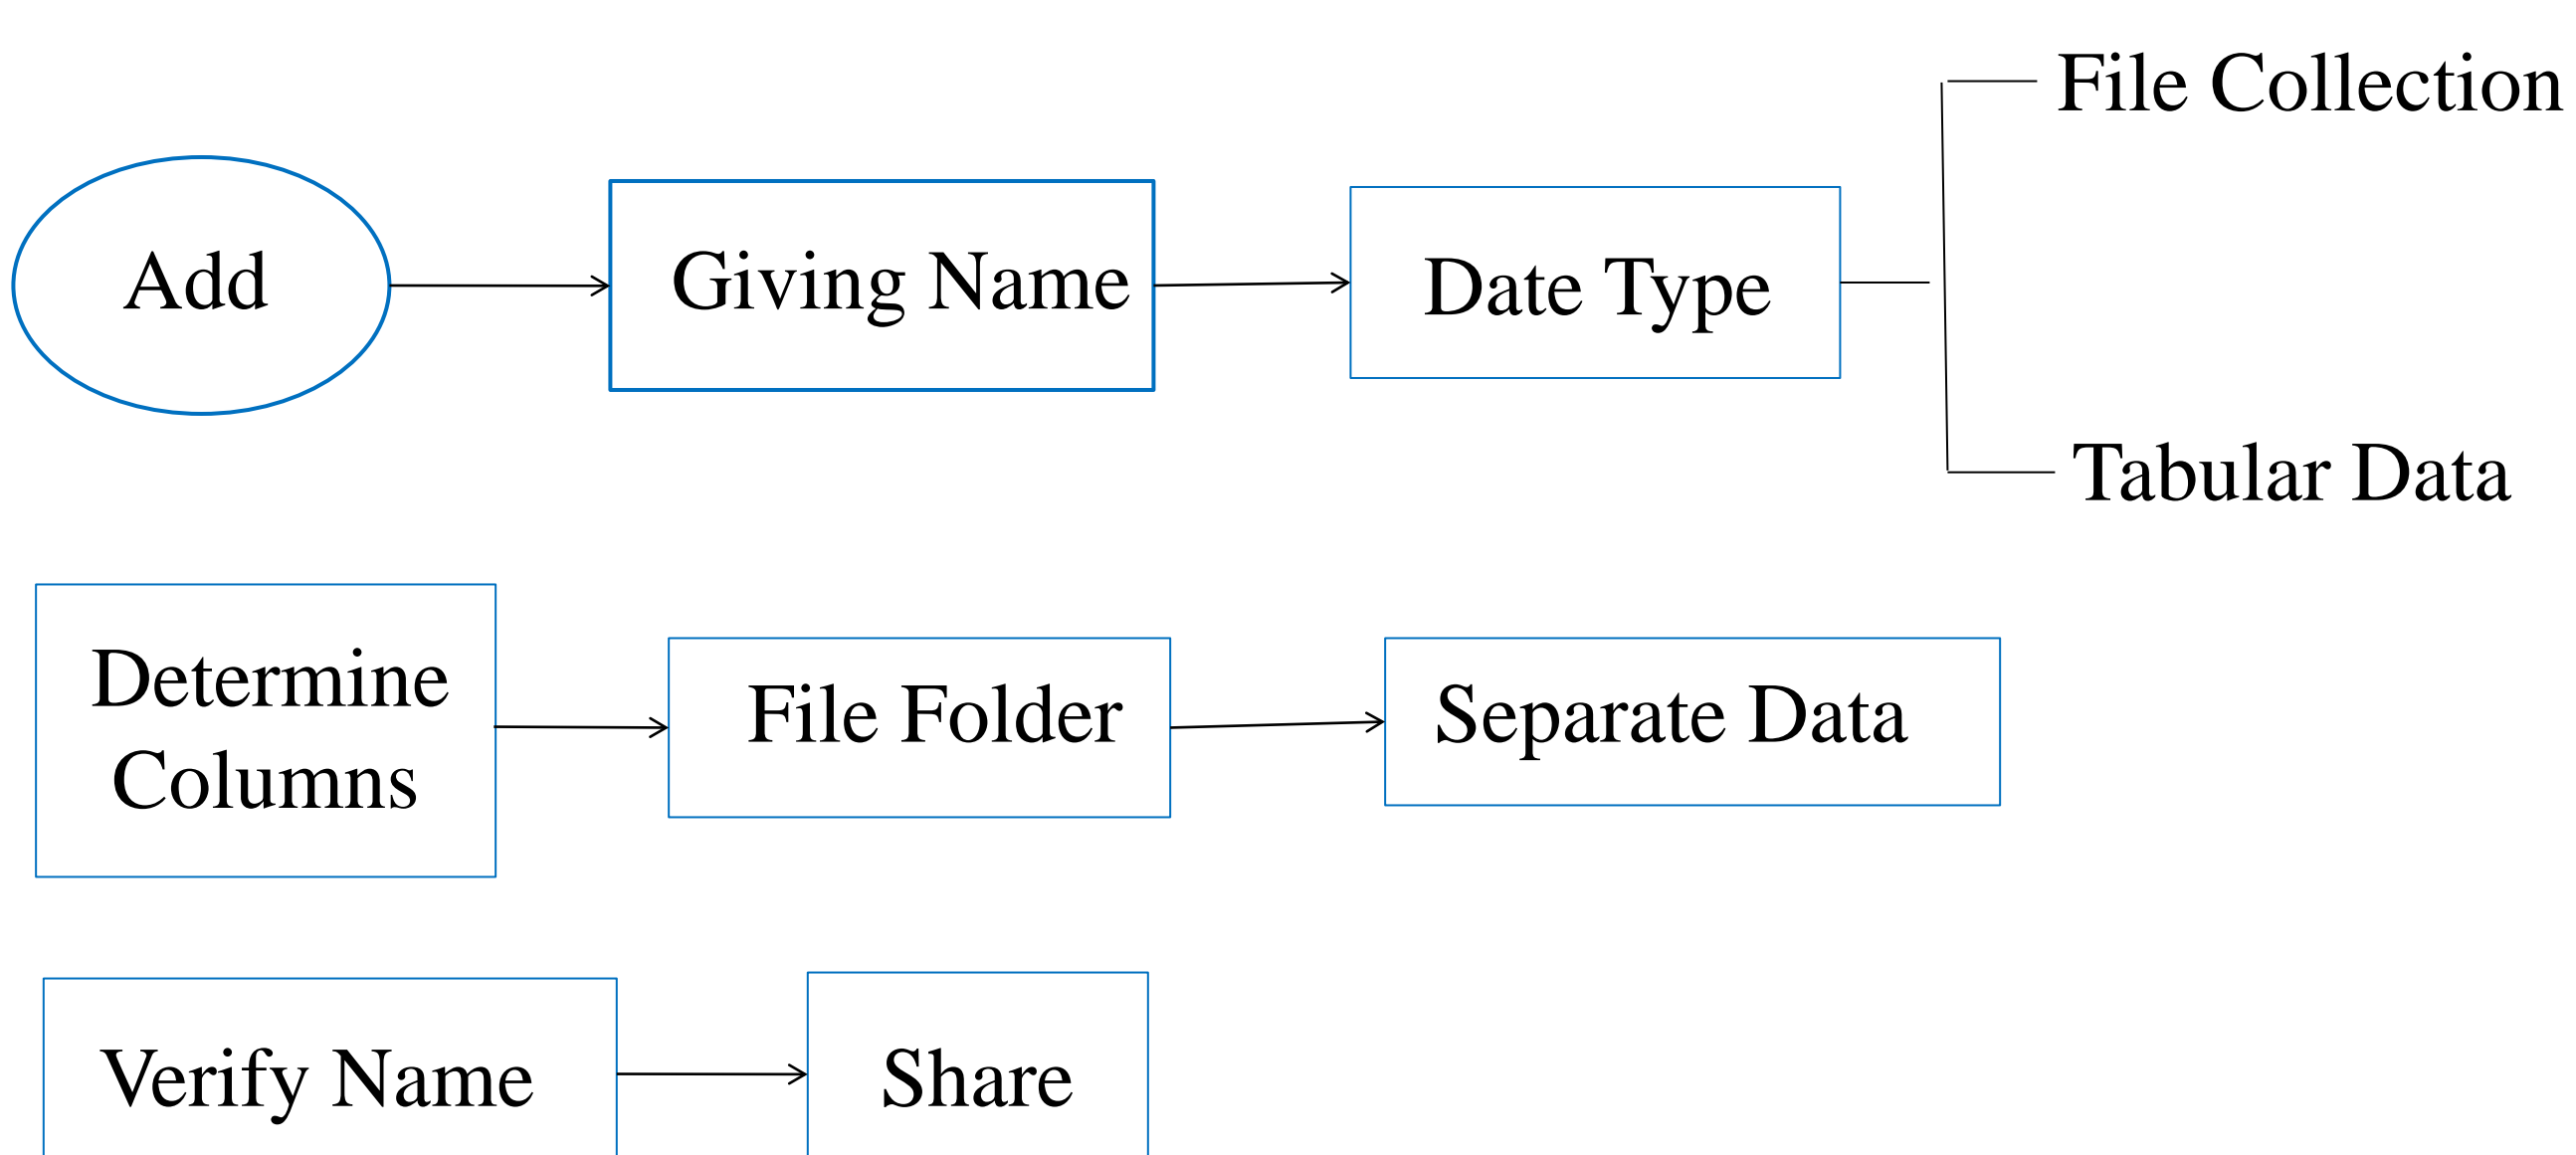 File Collection
Add
Giving Name
Date Type
Tabular Data
Determine
Columns
File Folder
Separate Data
Verify Name
Share